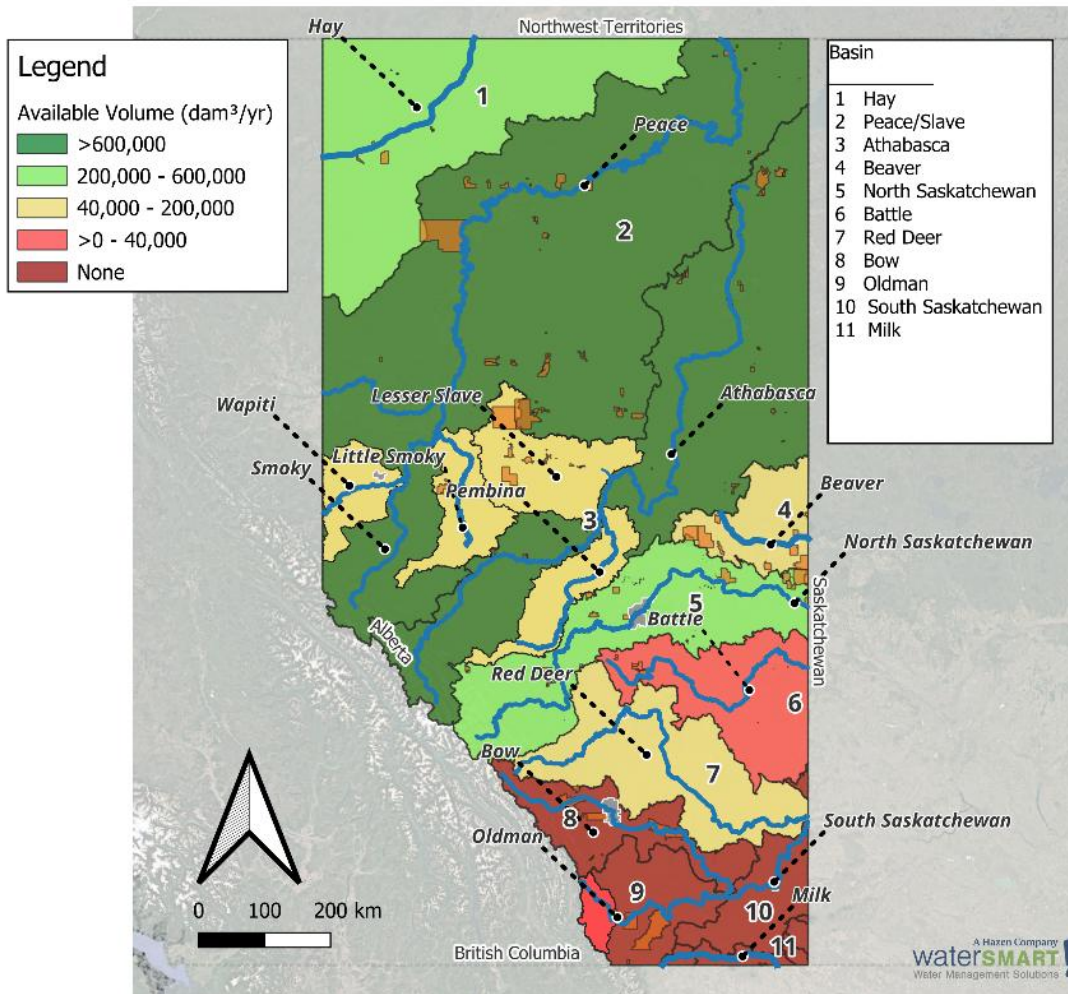 Hay
Northwest Territories
Legend
Available Volume (dam³/yr)
>600,000
200,000 - 600,000
40,000 - 200,000
>0 - 40,000
None
Basin
1 Hay
2 Peace/Slave
3 Athabasca
4 Beaver
5 North Saskatchewan
6 Battle
7 Red Deer
8 Bow
9 Oldman
10 South Saskatchewan
11 Milk
1
Peace
2
Lesser Slave
Athabasca
Wapiti
Little Smoky
Smoky
Pembina
Beaver
3
4
North Saskatchewan
Saskatchewan
5
Battle
Alberta
Red Deer
6
Bow
7
8
South Saskatchewan
Oldman
Milk
9
10
11
0 100 200 km
British Columbia
A Hazen Company
waterSMART
Water Management Solutions